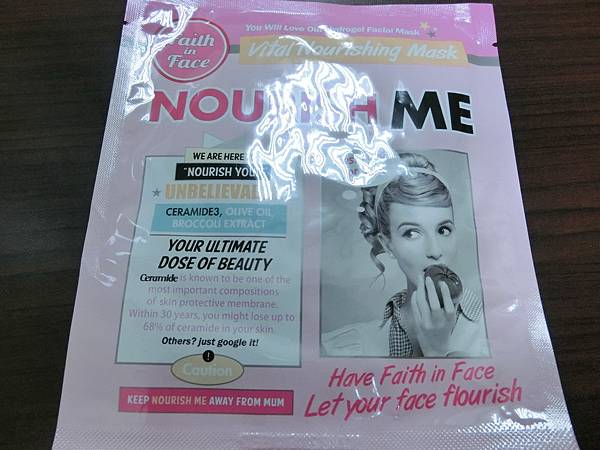 Faith
in
Face
You Will Love Our Hydrogel Facial Mask
Vital Nourishing Mask
NOURISH ME
WE ARE HERE
"NOURISH YOU
CERAMIDE3, OLIVE OIL,
BROCCOLI EXTRACT
YOUR ULTIMATE
DOSE OF BEAUTY
Ceramide is known to be one of the
most important compositions
of skin protective membrane.
Within 30 years, you might lose up to
68% of ceramide in your skin.
Others? just google it!
!
Caution
KEEP NOURISH ME AWAY FROM MUM
Have Faith in Face
Let your face flourish